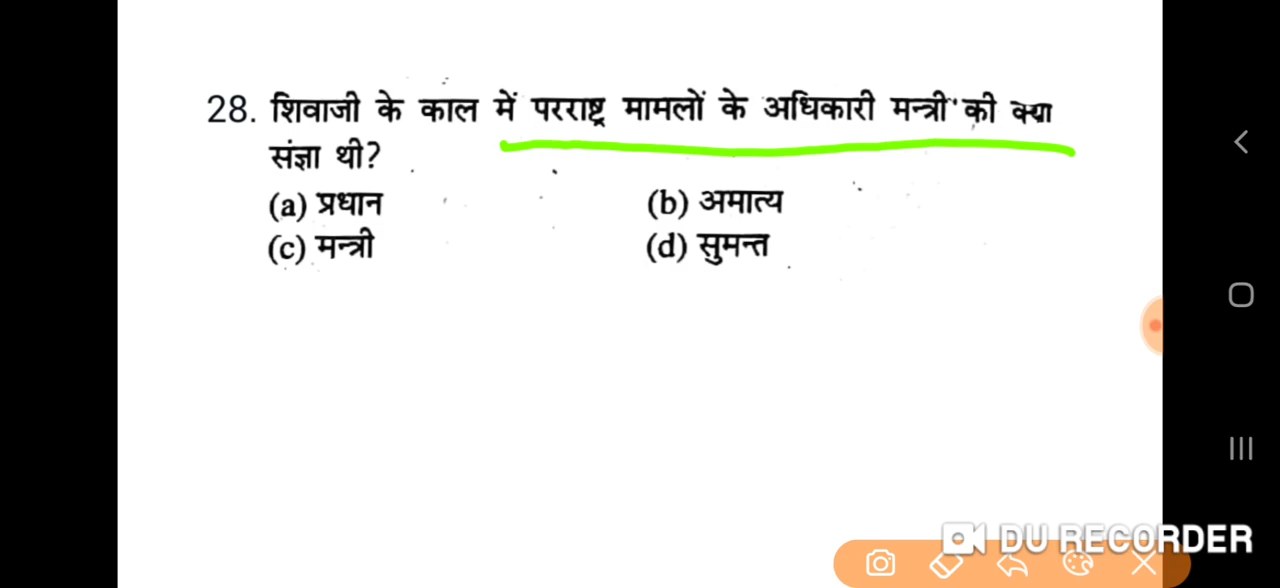 28. शिवाजी के काल में परराष्ट्र मामलों के अधिकारी मन्त्री की क्या
संज्ञा थी?
(a) प्रधान (b) अमात्य
(c) मन्त्री (d) सुमन्त
DU RECORDER